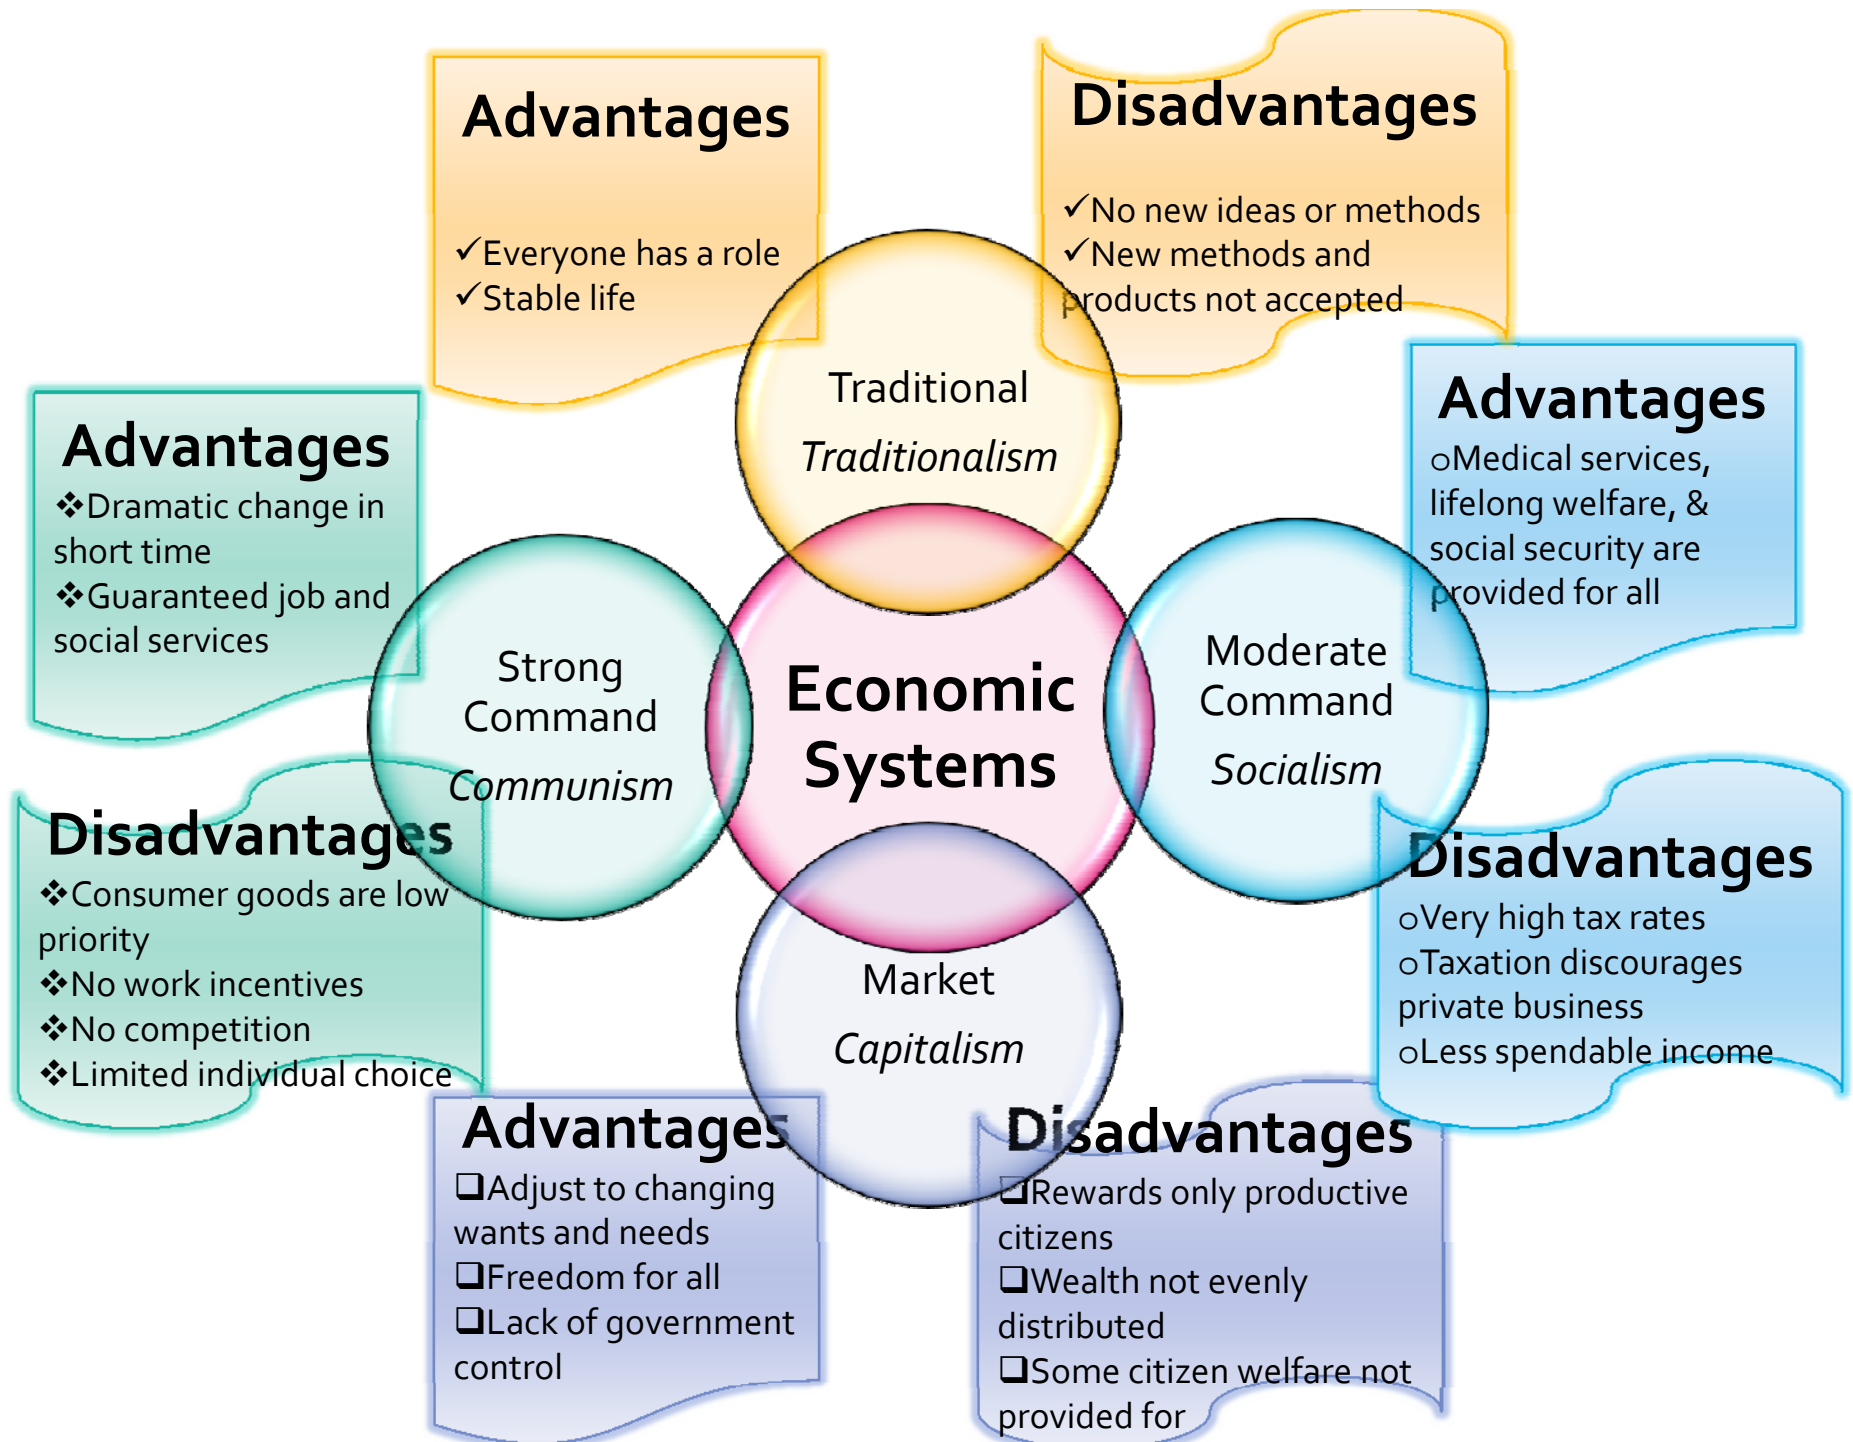 Advantages
✓Everyone has a role
✓Stable life
Disadvantages
✓No new ideas or methods
✓New methods and
products not accepted
Traditional
Traditionalism
Advantages
❖Dramatic change in
short time
❖Guaranteed job and
social services
Strong
Command
Communism
Disadvantages
❖Consumer goods are low
priority
❖No work incentives
❖No competition
❖Limited individual choice
Economic
Systems
Advantages
oMedical services,
lifelong welfare, &
social security are
provided for all
Moderate
Command
Socialism
Disadvantages
oVery high tax rates
oTaxation discourages
private business
oLess spendable income
Market
Capitalism
Advantages
❑Adjust to changing
wants and needs
❑Freedom for all
❑Lack of government
control
Disadvantages
❑Rewards only productive
citizens
❑Wealth not evenly
distributed
❑Some citizen welfare not
provided for